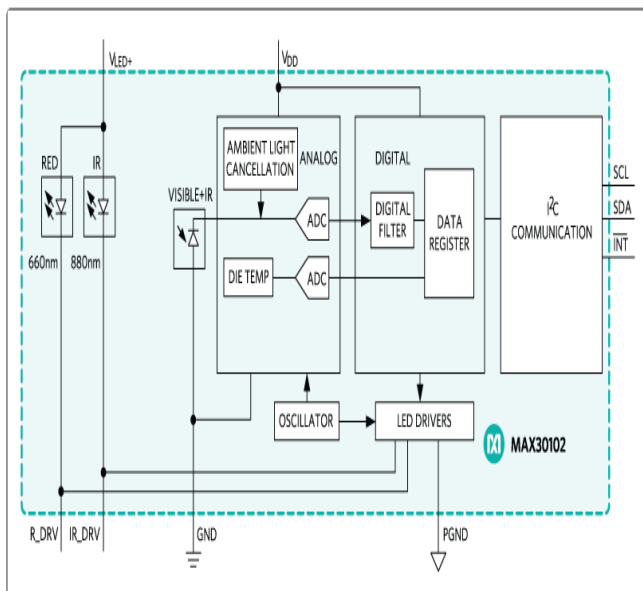 VLED+
VDD
RED
IR
660nm
880nm
VISIBLE+IR
AMBIENT LIGHT
CANCELLATION
ANALOG
ADC
DIE TEMP
ADC
DIGITAL
DIGITAL
FILTER
DATA
REGISTER
I²C
COMMUNICATION
SCL
SDA
INT
OSCILLATOR
LED DRIVERS
MAX30102
R_DRV
IR_DRV
GND
PGND